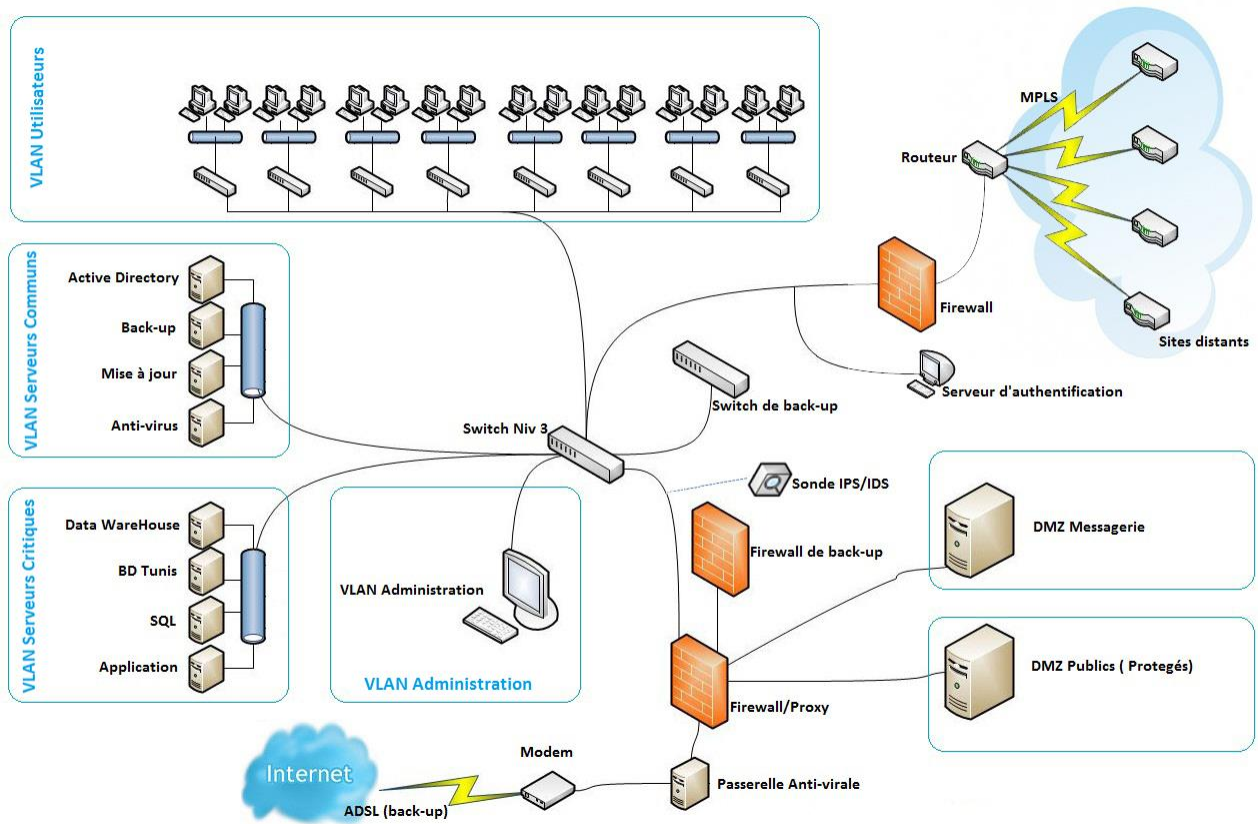 VLAN Utilisateurs
MPLS
Routeur
Sites distants
Firewall
Serveur d'authentification
VLAN Serveurs Communs
Active Directory
Back-up
Mise à jour
Anti-virus
Switch de back-up
Switch Niv 3
Sonde IPS/IDS
Firewall de back-up
VLAN Serveurs Critiques
Data WareHouse
BD Tunis
SQL
Application
VLAN Administration
VLAN Administration
DMZ Messagerie
DMZ Publics ( Protegés)
Firewall/Proxy
Modem
Internet
ADSL (back-up)
Passerelle Anti-virale